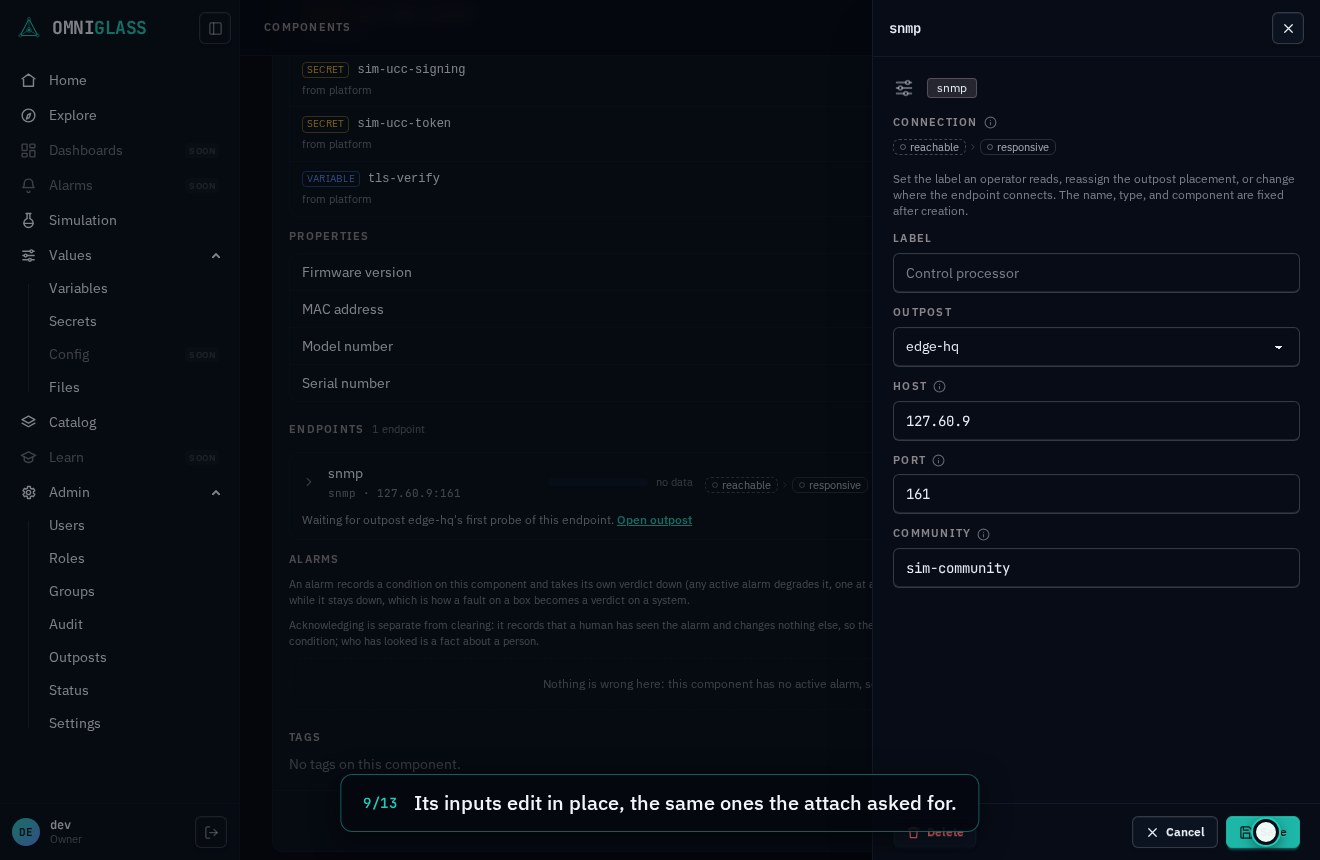 OMNIGLASS
Home
Explore
Dashboards SOON
Alarms SOON
Simulation
Values
Variables
Secrets
Config SOON
Files
Catalog
Learn SOON
Admin
Users
Roles
Groups
Audit
Outposts
Status
Settings
DE dev
Owner
COMPONENTS
SECRET sim-ucc-signing
from platform
SECRET sim-ucc-token
from platform
VARIABLE tls-verify
from platform
PROPERTIES
Firmware version
MAC address
Model number
Serial number
ENDPOINTS 1 endpoint
snmp
snmp · 127.60.9:161
no data reachable › responsive
Waiting for outpost edge-hq's first probe of this endpoint. Open outpost
ALARMS
An alarm records a condition on this component and takes its own verdict down (any active alarm degrades it, one at a
while it stays down, which is how a fault on a box becomes a verdict on a system.
Acknowledging is separate from clearing: it records that a human has seen the alarm and changes nothing else, so the
condition; who has looked is a fact about a person.
Nothing is wrong here: this component has no active alarm,
TAGS
No tags on this component.
snmp
snmp
CONNECTION
reachable › responsive
Set the label an operator reads, reassign the outpost placement, or change
where the endpoint connects. The name, type, and component are fixed
after creation.
LABEL
Control processor
OUTPOST
edge-hq
HOST
127.60.9
PORT
161
COMMUNITY
sim-community
Delete
Cancel
9/13 Its inputs edit in place, the same ones the attach asked for.